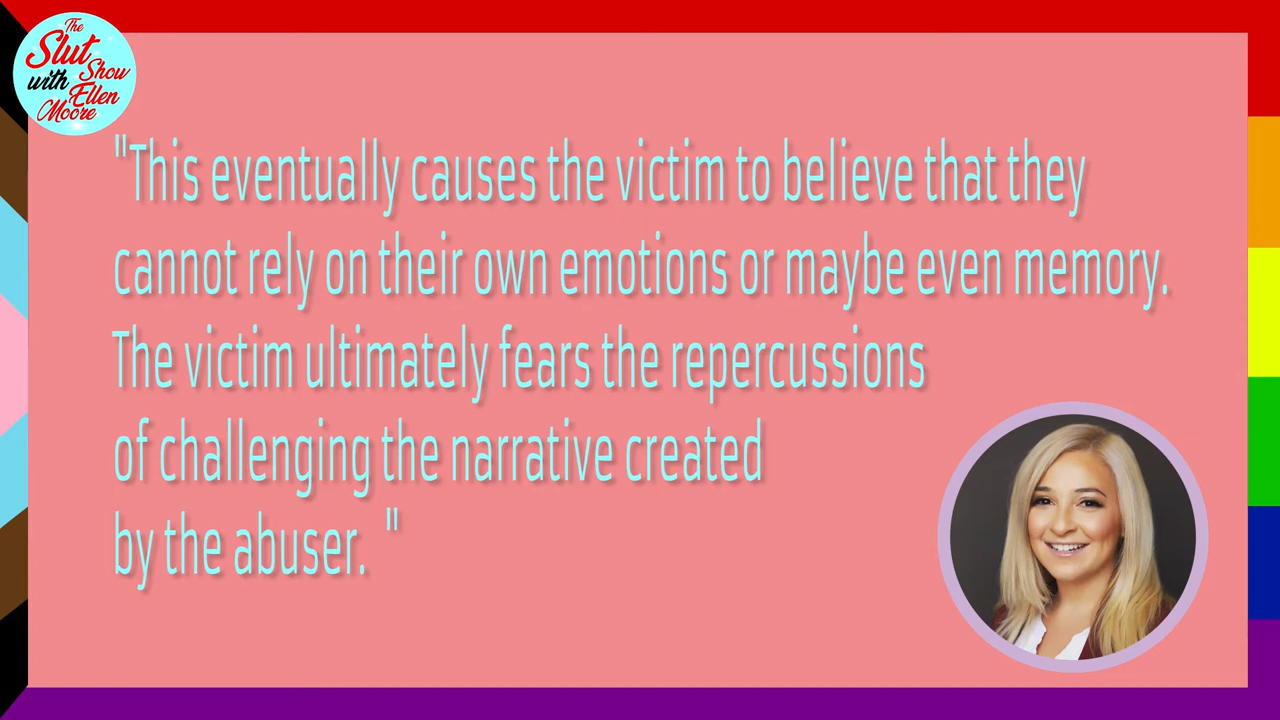 The
Slut
Show
with
Ellen
Moore
"This eventually causes the victim to believe that they
cannot rely on their own emotions or maybe even memory.
The victim ultimately fears the repercussions
of challenging the narrative created
by the abuser. "